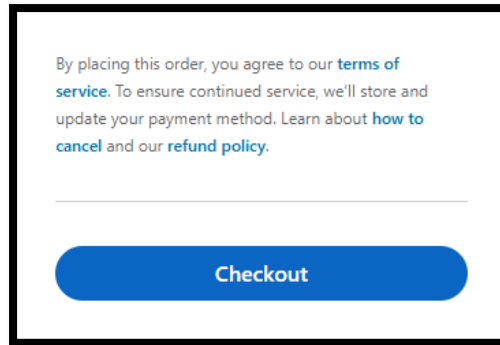 By placing this order, you agree to our terms of
service. To ensure continued service, we'll store and
update your payment method. Learn about how to
cancel and our refund policy.
Checkout